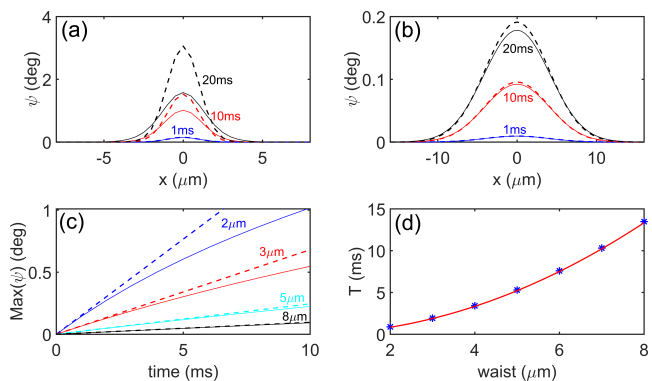 (a)
4
2
0
ψ (deg)
20ms
10ms
1ms
-5
0
5
x (μm)
(b)
0.2
0.1
0
ψ (deg)
20ms
10ms
1ms
-10
0
10
x (μm)
(c)
1
0.5
0
Max(ψ) (deg)
2μm
3μm
5μm
8μm
0
5
10
time (ms)
(d)
15
10
5
0
T (ms)
2
3
4
5
6
7
8
waist (μm)